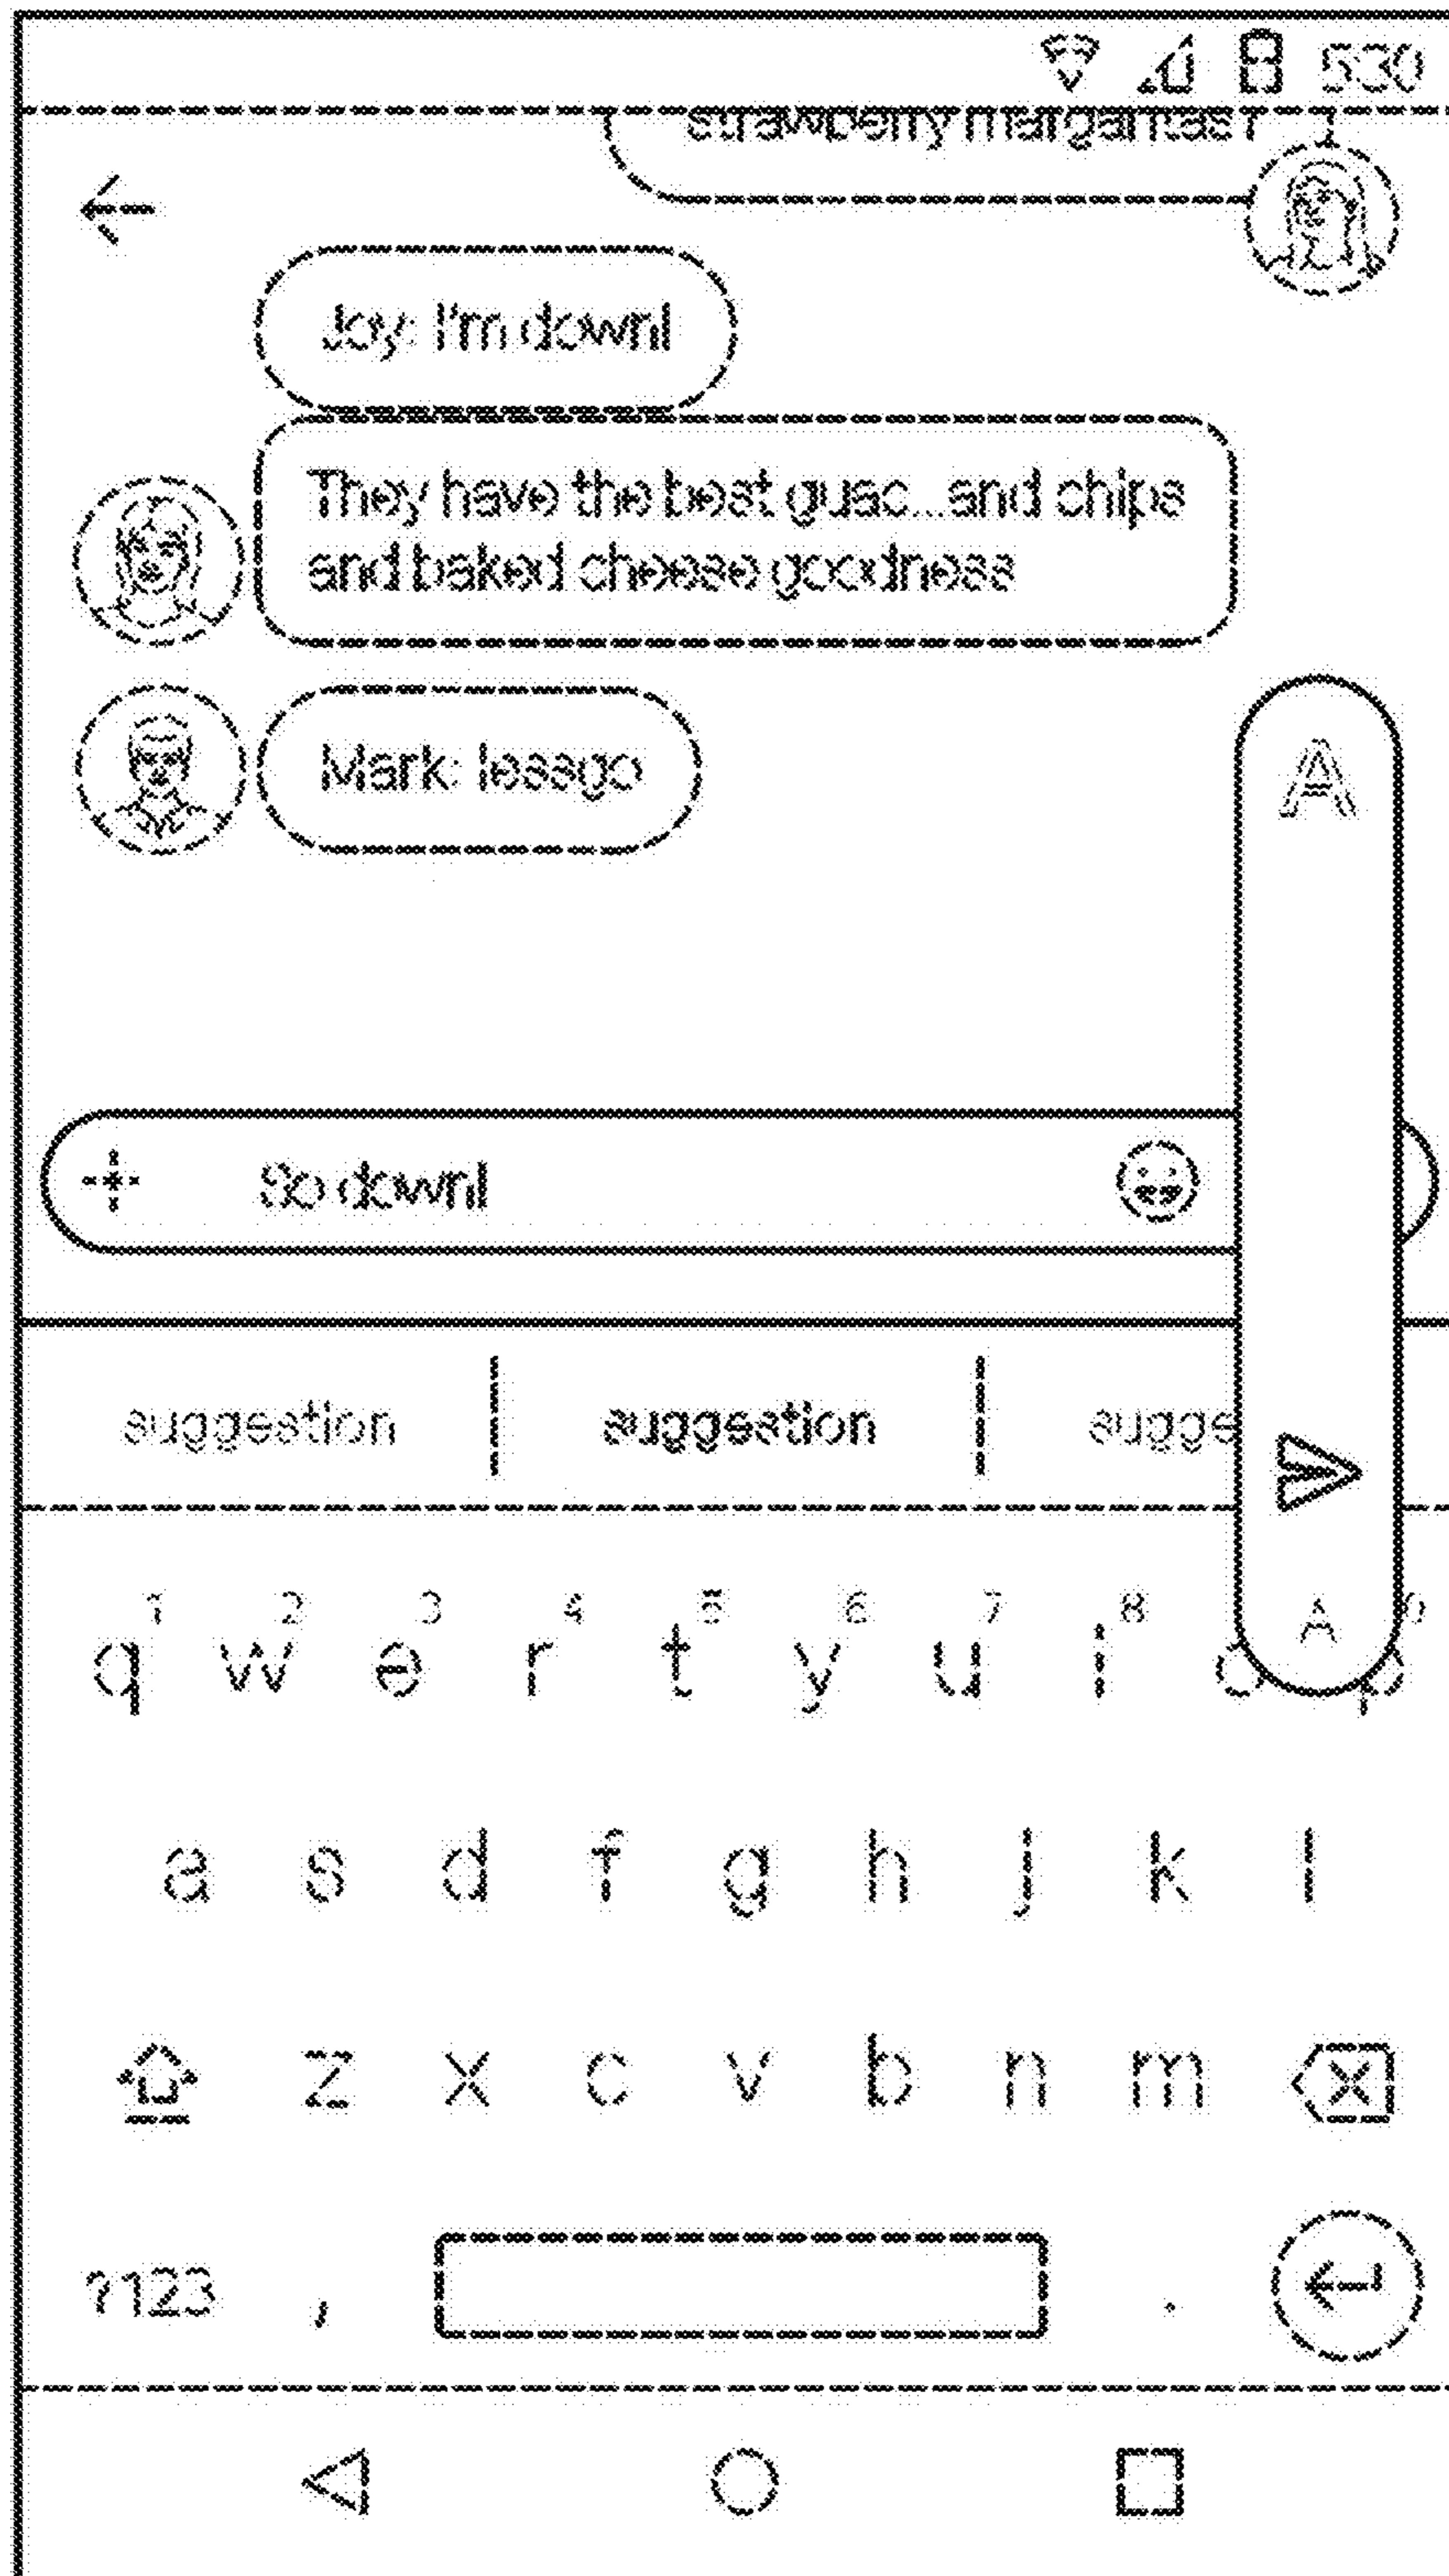 530
strawberry margaritas?
Joy: I'm down!
They have the best guac...and chips
and baked cheese goodness
Mark: lessgo
A
So down!
suggestion suggestion sugge
1 2 3 4 5 6 7 8
q w e r t y u i o A p
a s d f g h j k l
z x c v b n m
?123 , .